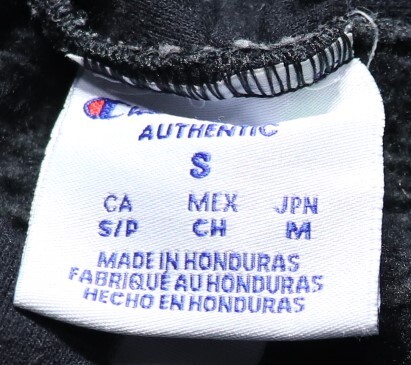 AUTHENTIC
S
CA MEX JPN
S/P CH M
MADE IN HONDURAS
FABRIQUÉ AU HONDURAS
HECHO EN HONDURAS